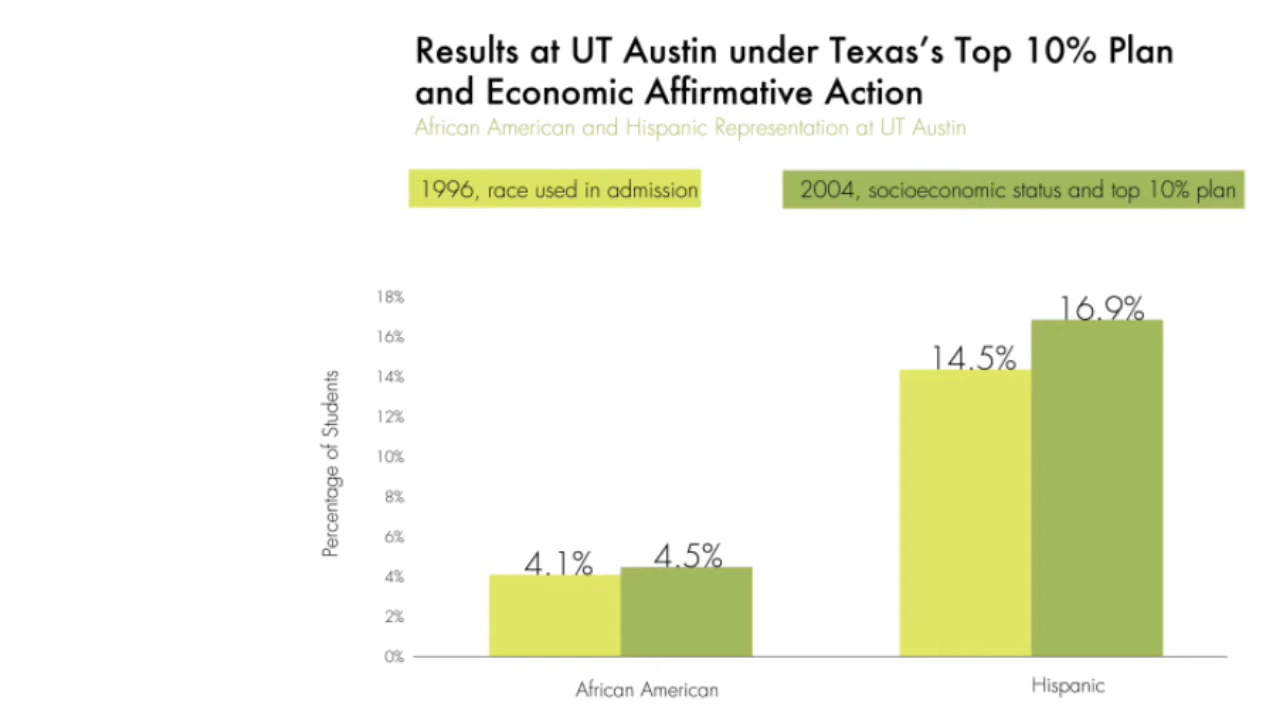 Results at UT Austin under Texas’s Top 10% Plan
and Economic Affirmative Action
African American and Hispanic Representation at UT Austin
1996, race used in admission
2004, socioeconomic status and top 10% plan
Percentage of Students
18%
16%
14%
12%
10%
8%
6%
4%
2%
0%
4.1%
4.5%
14.5%
16.9%
African American
Hispanic